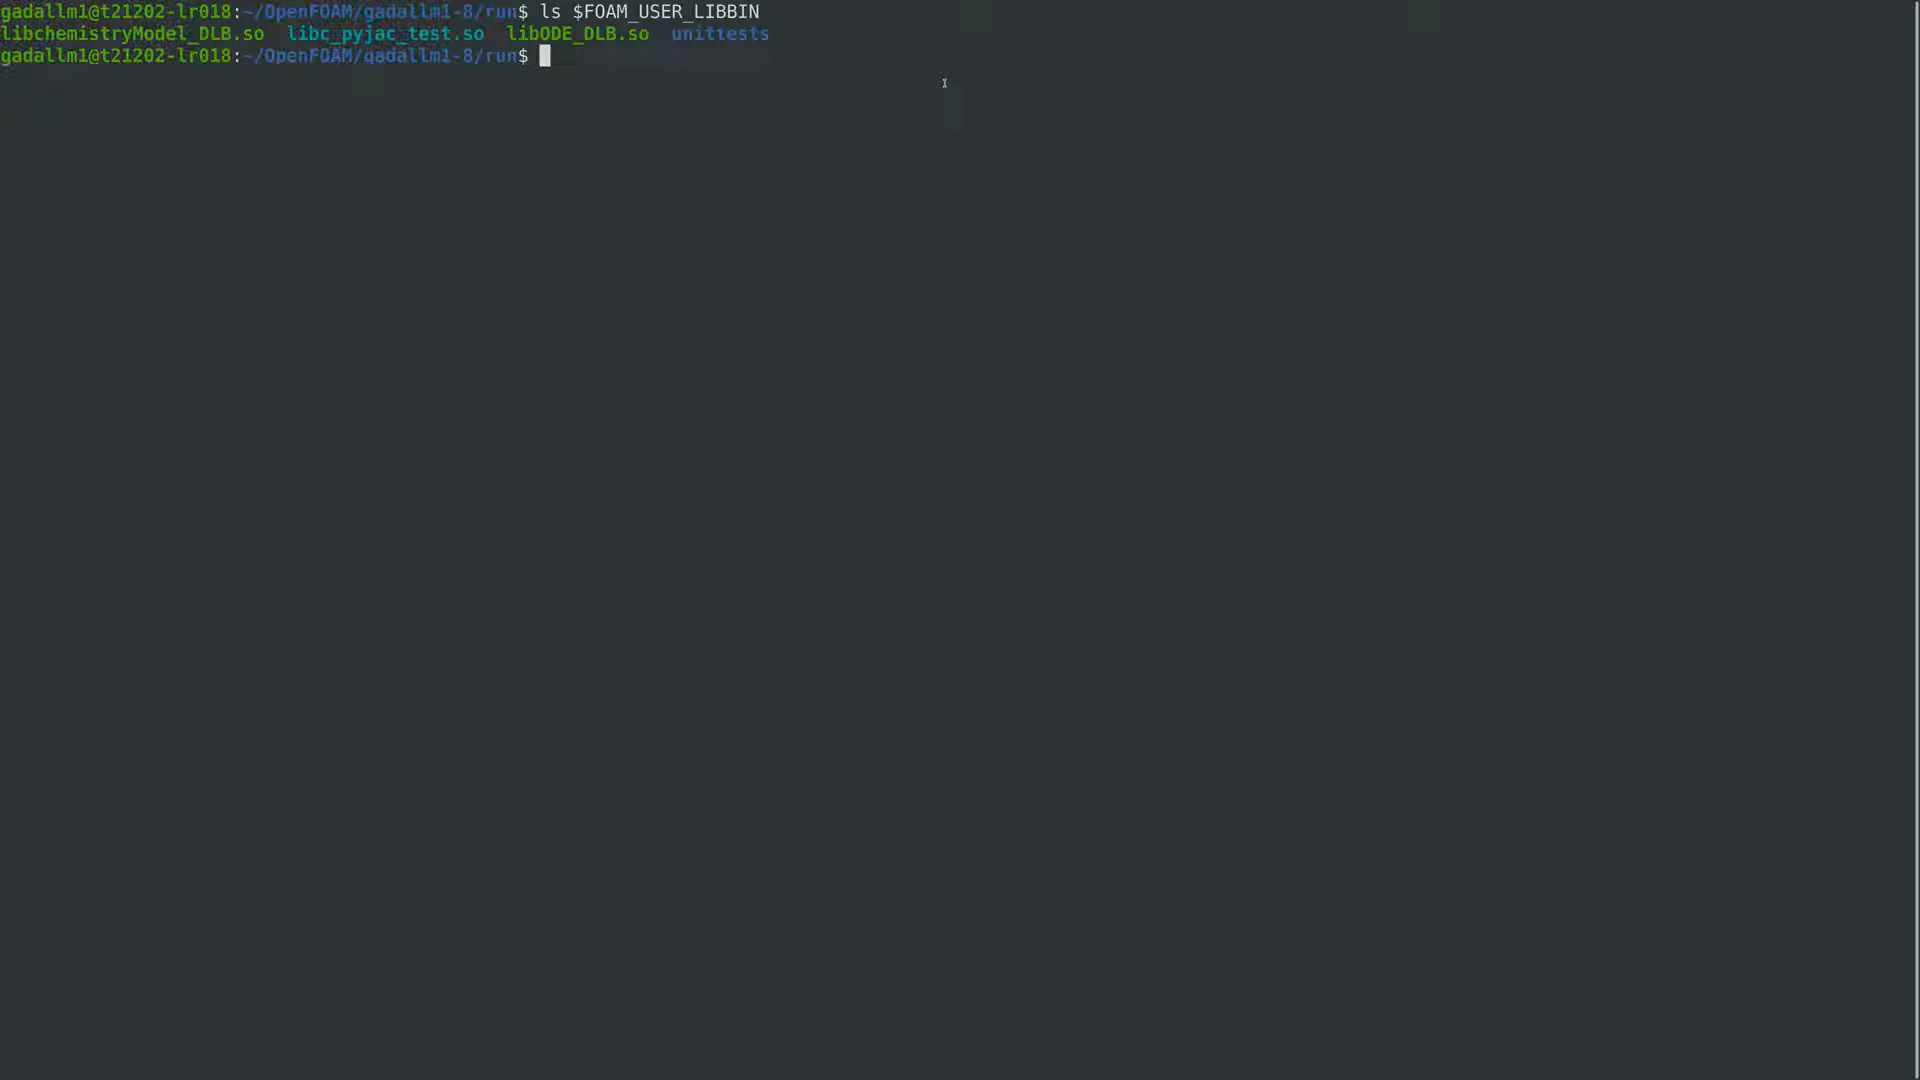 gadallm1@t21202-lr018:~/OpenFOAM/gadallm1-8/run$ ls $FOAM_USER_LIBBIN
libchemistryModel_DLB.so libc_pyjac_test.so libODE_DLB.so unittests
gadallm1@t21202-lr018:~/OpenFOAM/gadallm1-8/run$